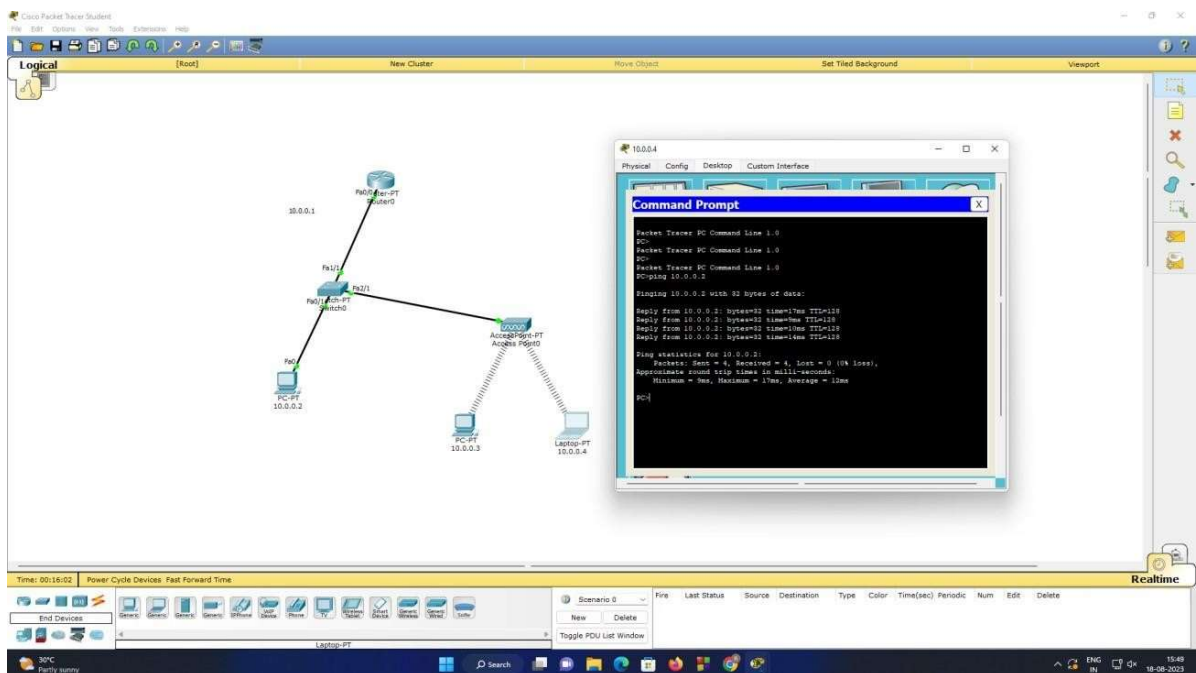 Cisco Packet Tracer Student
File Edit Options View Tools Extensions Help
Logical
[Root]
New Cluster
Move Object
Set Tiled Background
Viewport
Router0
10.0.0.1
Fa1/1
Fa2/1
Switch0
AccessPoint-PT
Access Point0
Fa0
PC-PT
10.0.0.2
PC-PT
10.0.0.3
Laptop-PT
10.0.0.4
10.0.0.4
Physical Config Desktop Custom Interface
Command Prompt
X
Packet Tracer PC Command Line 1.0
PC>
Packet Tracer PC Command Line 1.0
PC>
Packet Tracer PC Command Line 1.0
PC>ping 10.0.0.2
Pinging 10.0.0.2 with 32 bytes of data:
Reply from 10.0.0.2: bytes=32 time=17ms TTL=128
Reply from 10.0.0.2: bytes=32 time=9ms TTL=128
Reply from 10.0.0.2: bytes=32 time=10ms TTL=128
Reply from 10.0.0.2: bytes=32 time=14ms TTL=128
Ping statistics for 10.0.0.2:
Packets: Sent = 4, Received = 4, Lost = 0 (0% loss),
Approximate round trip times in milli-seconds:
Minimum = 9ms, Maximum = 17ms, Average = 12ms
PC>
Time: 00:16:02 Power Cycle Devices Fast Forward Time
Realtime
End Devices
Laptop-PT
Scenario 0
New Delete
Toggle PDU List Window
Fire Last Status Source Destination Type Color Time(sec) Periodic Num Edit Delete
30°C
Partly sunny
Search
ENG
IN
15:49
18-08-2023